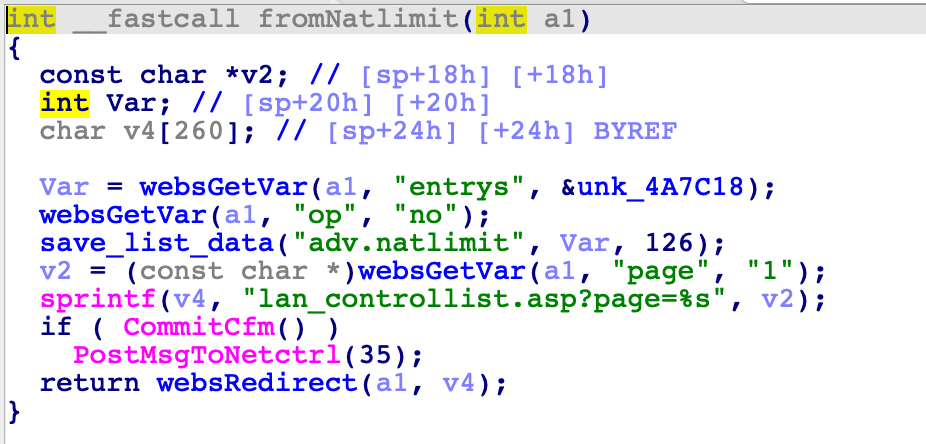 int __fastcall fromNatlimit(int a1)
{
const char *v2; // [sp+18h] [+18h]
int Var; // [sp+20h] [+20h]
char v4[260]; // [sp+24h] [+24h] BYREF
Var = websGetVar(a1, "entrys", &unk_4A7C18);
websGetVar(a1, "op", "no");
save_list_data("adv.natlimit", Var, 126);
v2 = (const char *)websGetVar(a1, "page", "1");
sprintf(v4, "lan_controllist.asp?page=%s", v2);
if ( CommitCfm() )
PostMsgToNetctrl(35);
return websRedirect(a1, v4);
}